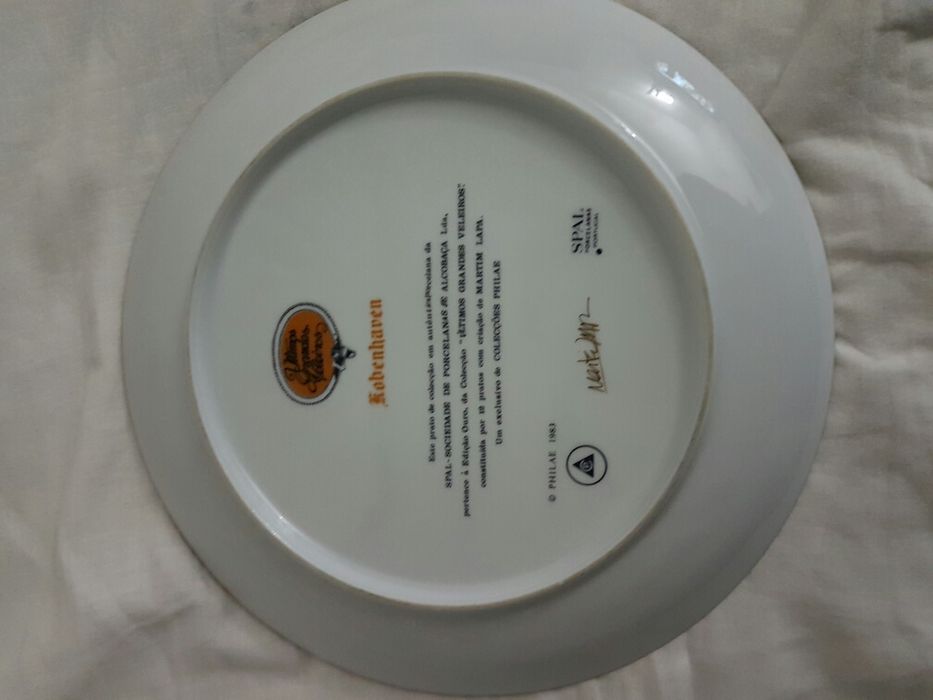 Últimos
Grandes
Veleiros
Kobenhaven
Este prato de colecção em autêntica porcelana da
SPAL-SOCIEDADE DE PORCELANAS DE ALCOBAÇA Lda,
pertence à Edição Ouro, da Colecção "ÚLTIMOS GRANDES VELEIROS"
constituída por 12 pratos com criação de MARTIM LAPA.
Um exclusivo de COLECÇÕES PHILAE
© PHILAE 1983
SPAL
PORCELANAS
PORTUGAL